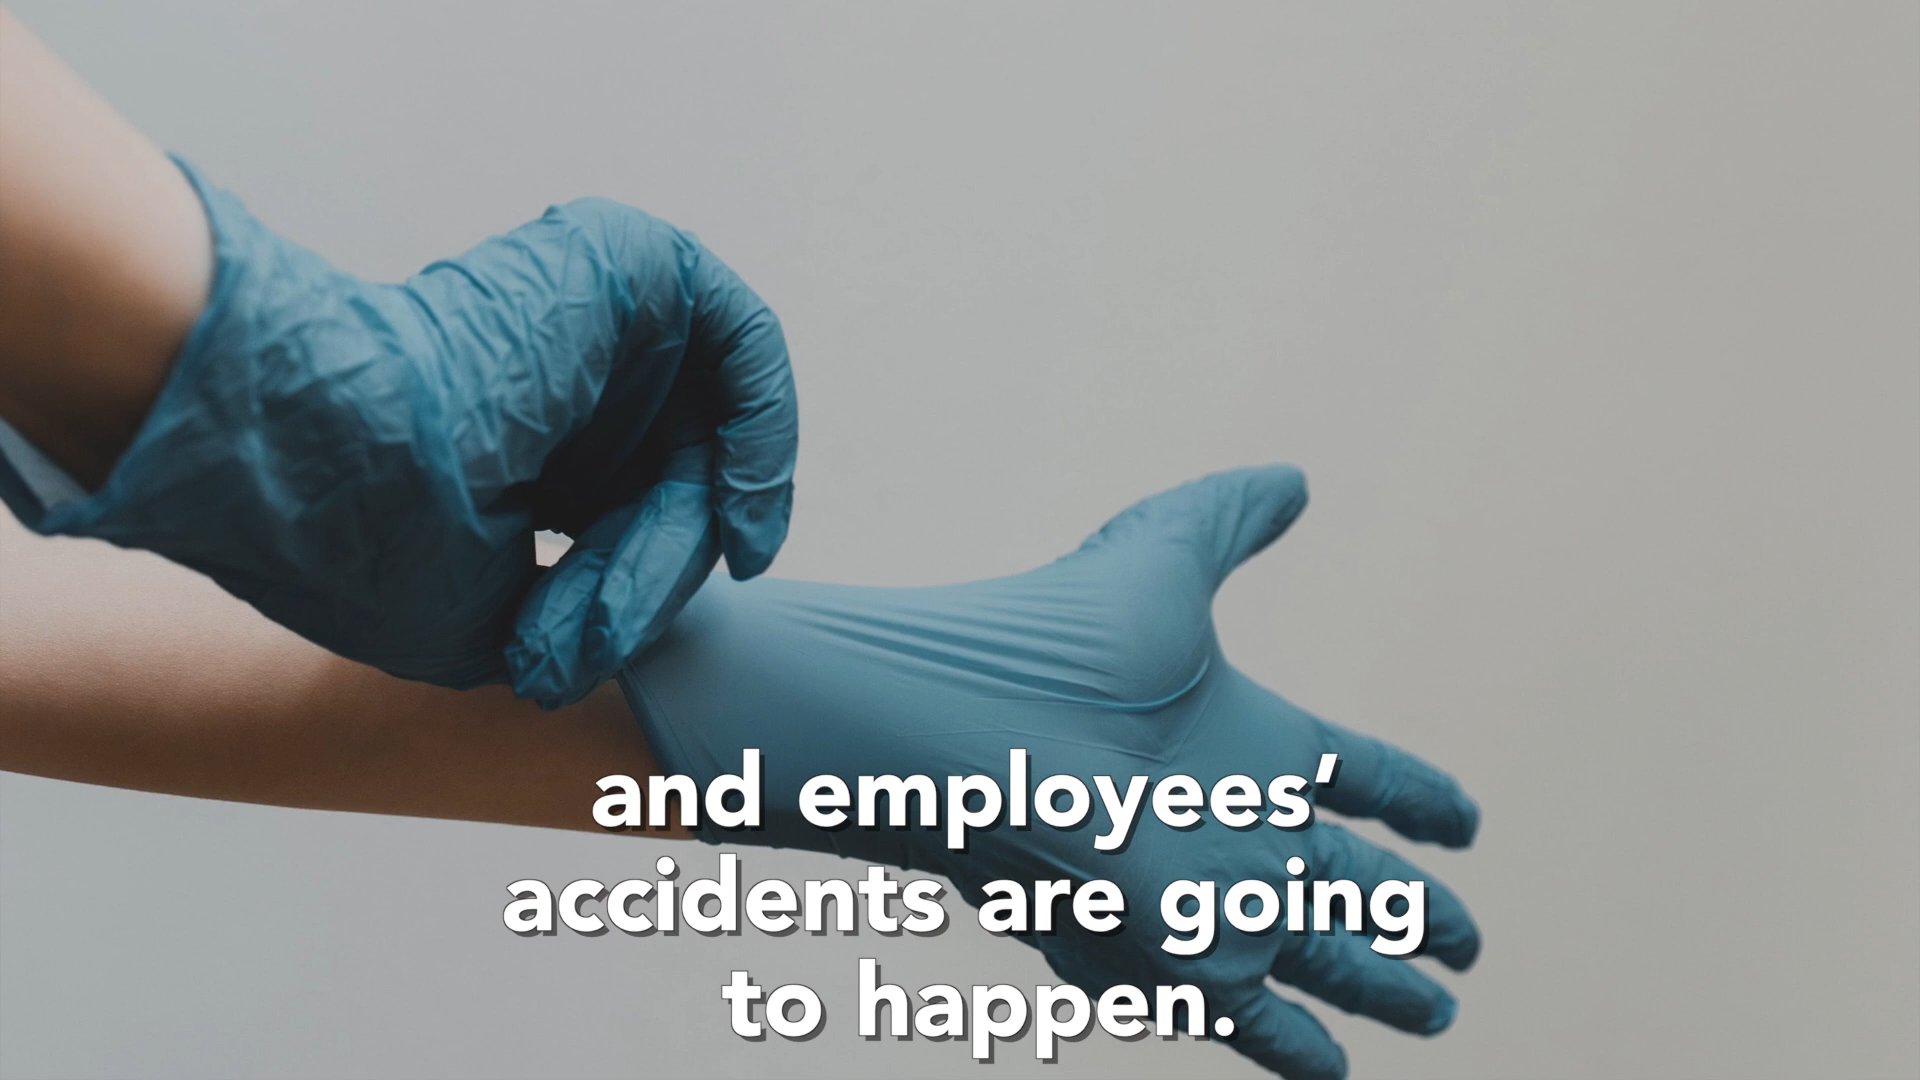 and employees’
accidents are going
to happen.